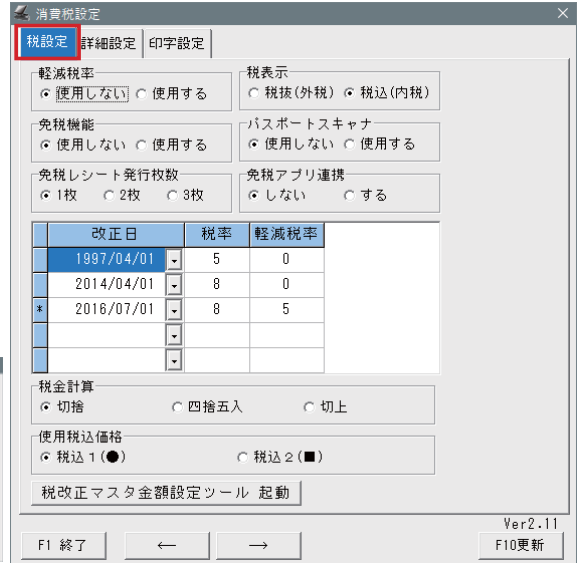 消費税設定
税設定 詳細設定 印字設定
軽減税率 税表示
使用しない 使用する 税抜(外税) 税込(内税)
免税機能 パスポートスキャナ
使用しない 使用する 使用しない 使用する
免税レシート発行枚数 免税アプリ連携
1枚 2枚 3枚 しない する
改正日 税率 軽減税率
1997/04/01 5 0
2014/04/01 8 0
* 2016/07/01 8 5
税金計算
切捨 四捨五入 切上
使用税込価格
税込1(●) 税込2(■)
税改正マスタ金額設定ツール 起動
Ver2.11
F1 終了 ← → F10更新